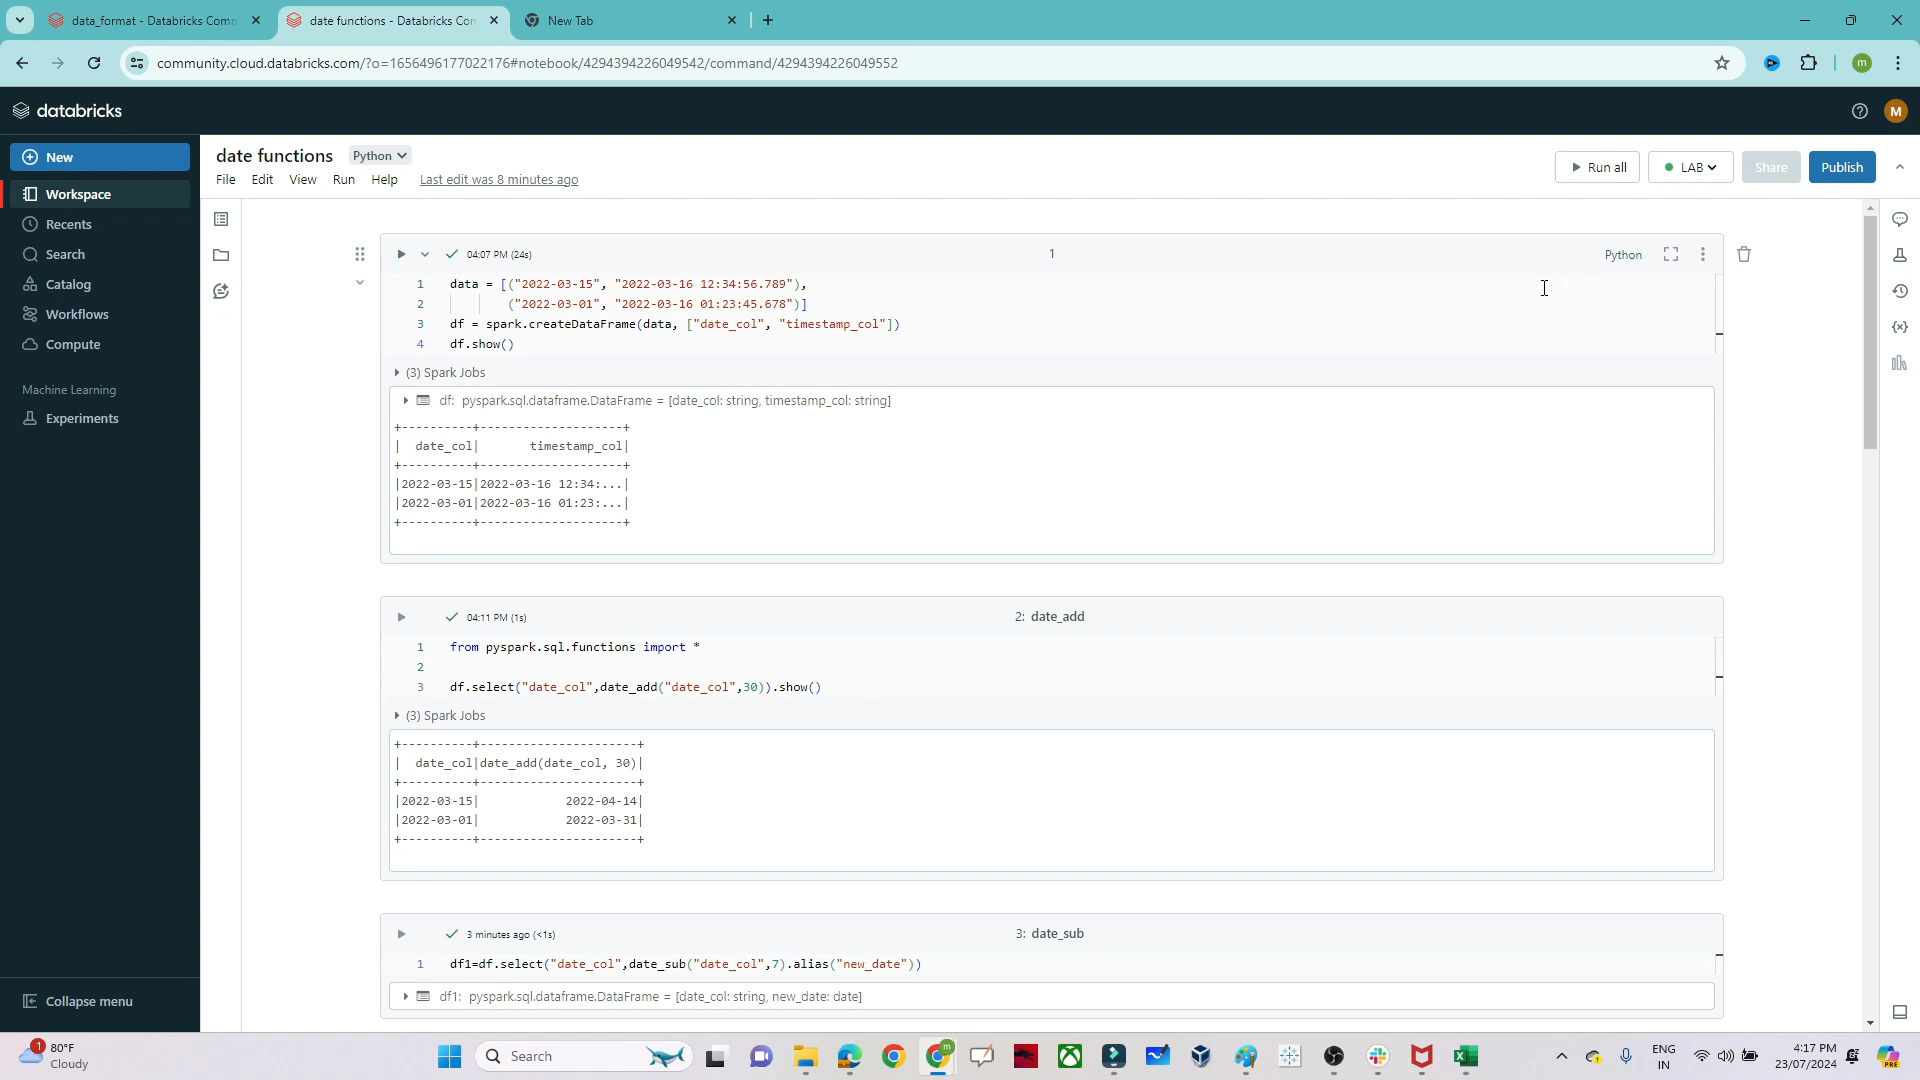 data_format - Databricks Comm
date functions - Databricks Con
New Tab
community.cloud.databricks.com/?o=1656496177022176#notebook/4294394226049542/command/4294394226049552
m
databricks
M
New
Workspace
Recents
Search
Catalog
Workflows
Compute
Machine Learning
Experiments
Collapse menu
date functions
Python
File Edit View Run Help Last edit was 8 minutes ago
Run all
LAB
Share
Publish
04:07 PM (24s)
1
Python
1 data = [("2022-03-15", "2022-03-16 12:34:56.789"),
2 ("2022-03-01", "2022-03-16 01:23:45.678")]
3 df = spark.createDataFrame(data, ["date_col", "timestamp_col"])
4 df.show()
(3) Spark Jobs
df: pyspark.sql.dataframe.DataFrame = [date_col: string, timestamp_col: string]
+----------+--------------------+
|  date_col|       timestamp_col|
+----------+--------------------+
|2022-03-15|2022-03-16 12:34:...|
|2022-03-01|2022-03-16 01:23:...|
+----------+--------------------+
04:11 PM (1s)
2: date_add
1 from pyspark.sql.functions import *
2
3 df.select("date_col",date_add("date_col",30)).show()
(3) Spark Jobs
+----------+----------------------+
|  date_col|date_add(date_col, 30)|
+----------+----------------------+
|2022-03-15|            2022-04-14|
|2022-03-01|            2022-03-31|
+----------+----------------------+
3 minutes ago (<1s)
3: date_sub
1 df1=df.select("date_col",date_sub("date_col",7).alias("new_date"))
df1: pyspark.sql.dataframe.DataFrame = [date_col: string, new_date: date]
1
80°F
Cloudy
Search
m
ENG
IN
4:17 PM
23/07/2024
PRE